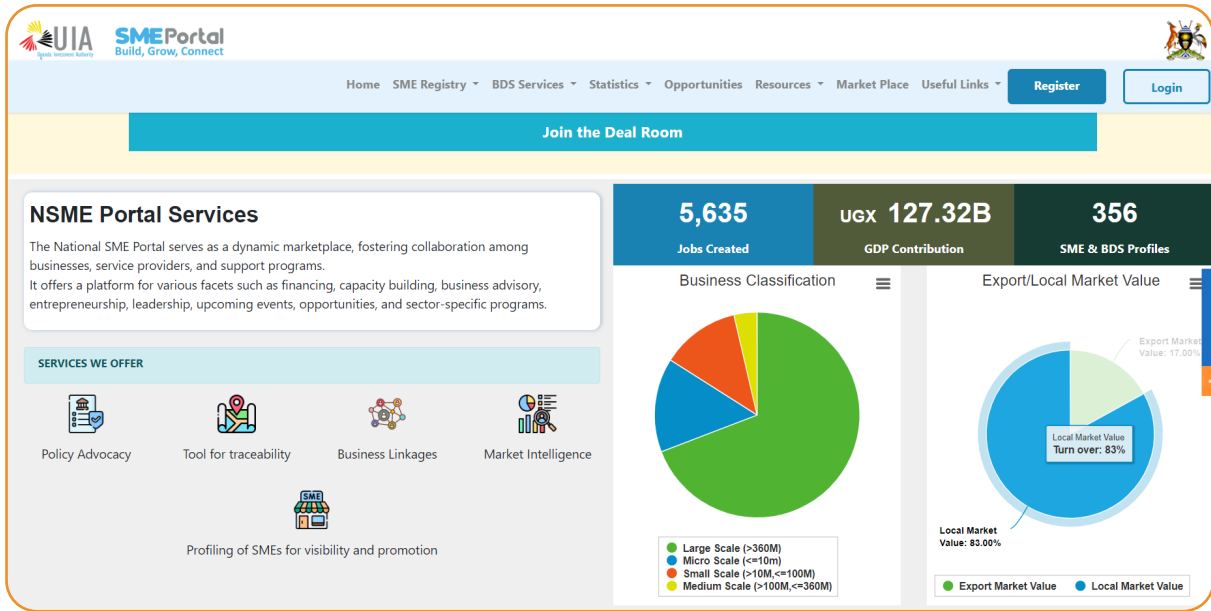 UIA
Uganda Investment Authority
SMEPortal
Build, Grow, Connect
Home SME Registry BDS Services Statistics Opportunities Resources Market Place Useful Links Register Login
Join the Deal Room
NSME Portal Services
The National SME Portal serves as a dynamic marketplace, fostering collaboration among
businesses, service providers, and support programs.
It offers a platform for various facets such as financing, capacity building, business advisory,
entrepreneurship, leadership, upcoming events, opportunities, and sector-specific programs.
SERVICES WE OFFER
Policy Advocacy
Tool for traceability
Business Linkages
Market Intelligence
SME
Profiling of SMEs for visibility and promotion
5,635
Jobs Created
UGX 127.32B
GDP Contribution
356
SME & BDS Profiles
Business Classification
Large Scale (>360M)
Micro Scale (<=10m)
Small Scale (>10M,<=100M)
Medium Scale (>100M,<=360M)
Export/Local Market Value
Export Market
Value: 17.00%
Local Market Value
Turn over: 83%
Local Market
Value: 83.00%
Export Market Value Local Market Value